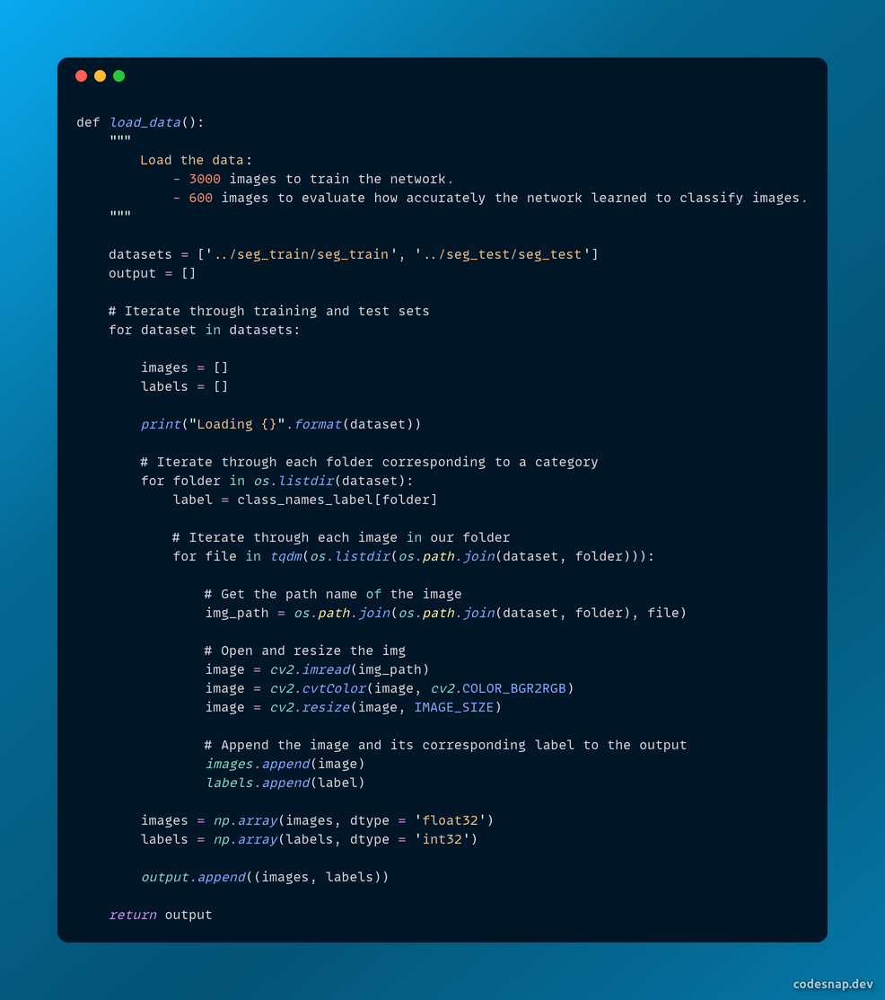 def load_data():
    """
        Load the data:
            - 3000 images to train the network.
            - 600 images to evaluate how accurately the network learned to classify images.
    """

    datasets = ['../seg_train/seg_train', '../seg_test/seg_test']
    output = []

    # Iterate through training and test sets
    for dataset in datasets:

        images = []
        labels = []

        print("Loading {}".format(dataset))

        # Iterate through each folder corresponding to a category
        for folder in os.listdir(dataset):
            label = class_names_label[folder]

            # Iterate through each image in our folder
            for file in tqdm(os.listdir(os.path.join(dataset, folder))):

                # Get the path name of the image
                img_path = os.path.join(os.path.join(dataset, folder), file)

                # Open and resize the img
                image = cv2.imread(img_path)
                image = cv2.cvtColor(image, cv2.COLOR_BGR2RGB)
                image = cv2.resize(image, IMAGE_SIZE)

                # Append the image and its corresponding label to the output
                images.append(image)
                labels.append(label)

        images = np.array(images, dtype = 'float32')
        labels = np.array(labels, dtype = 'int32')

        output.append((images, labels))

    return output
codesnap.dev